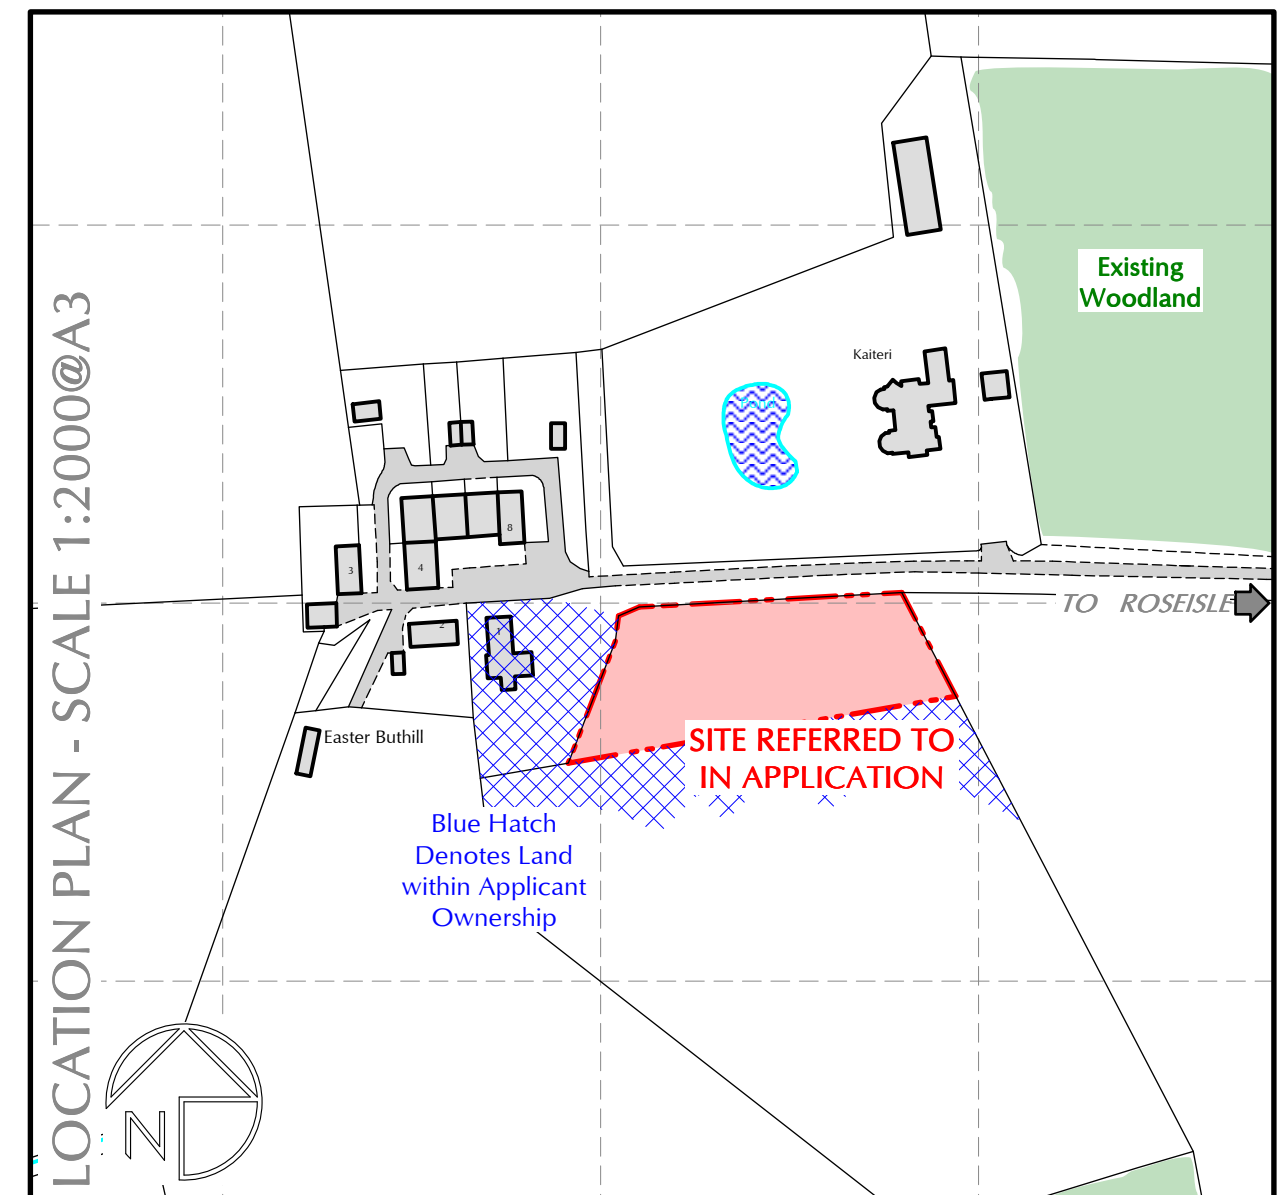 LOCATION PLAN - SCALE 1:2000@A3
Existing
Woodland
Kaiteri
8
3
4
2
1
TO ROSEISLE
Easter Buthill
SITE REFERRED TO
IN APPLICATION
Blue Hatch
Denotes Land
within Applicant
Ownership
N